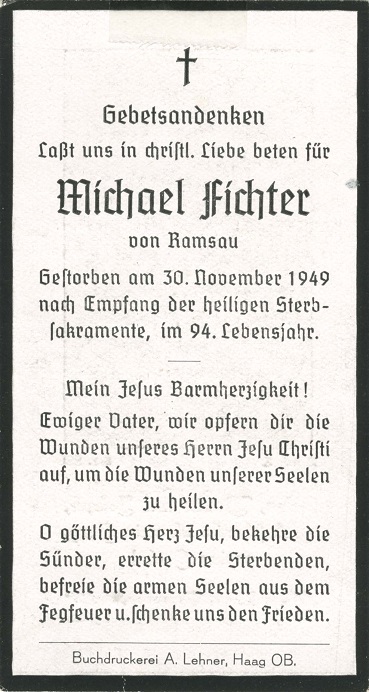 Gebetsandenken
Laßt uns in christl. Liebe beten für
Michael Fichter
von Ramsau
Gestorben am 30. November 1949
nach Empfang der heiligen Sterb-
sakramente, im 94. Lebensjahr.
Mein Jesus Barmherzigkeit!
Ewiger Vater, wir opfern dir die
Wunden unseres Herrn Jesu Christi
auf, um die Wunden unserer Seelen
zu heilen.
O göttliches Herz Jesu, bekehre die
Sünder, errette die Sterbenden,
befreie die armen Seelen aus dem
Fegfeuer u. schenke uns den Frieden.
Buchdruckerei A. Lehner, Haag OB.